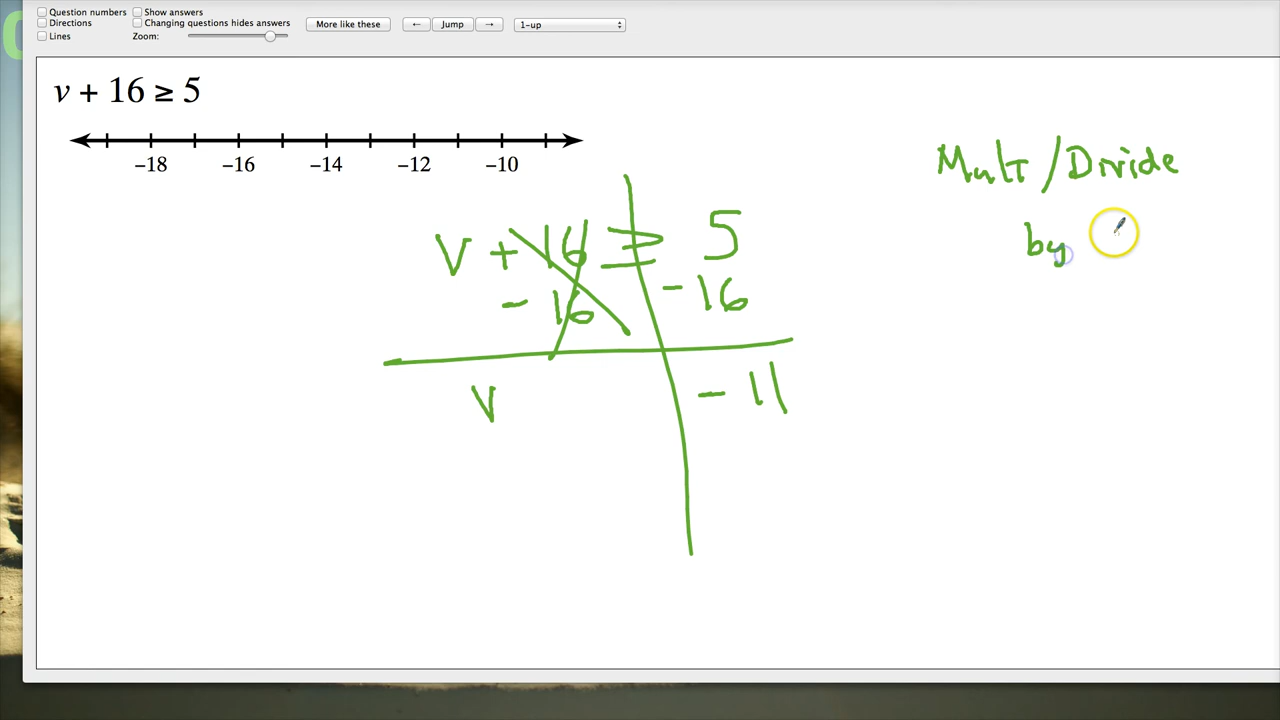 Question numbers Show answers
Directions Changing questions hides answers
Lines Zoom:
More like these ← Jump → 1-up
v + 16 ≥ 5
−18 −16 −14 −12 −10
Mult / Divide
by
v + 16 ≥ 5
- 16 - 16
v - 11